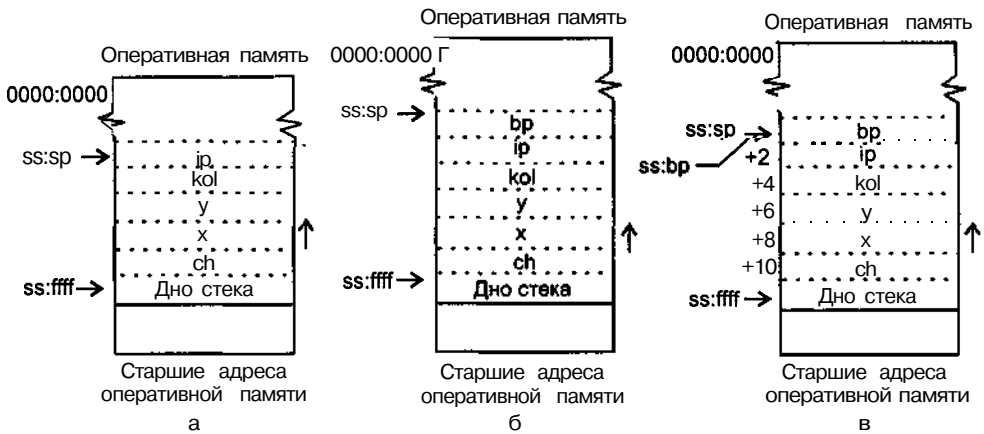 Оперативная память
0000:0000
ss:sp
ip
kol
y
x
ch
ss:ffff
Дно стека
Старшие адреса
оперативной памяти
а
Оперативная память
0000:0000 Г
ss:sp
bp
ip
kol
y
x
ch
ss:ffff
Дно стека
Старшие адреса
оперативной памяти
б
Оперативная память
0000:0000
ss:sp
bp
ss:bp
+2
ip
+4
kol
+6
y
+8
x
+10
ch
ss:ffff
Дно стека
Старшие адреса
оперативной памяти
в